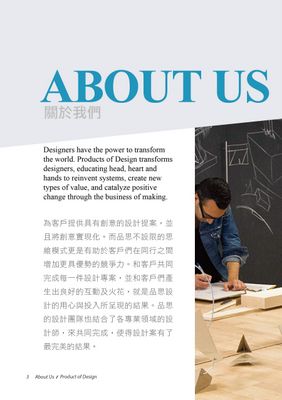 ABOUT US
關於我們
Designers have the power to transform
the world. Products of Design transforms
designers, educating head, heart and
hands to reinvent systems, create new
types of value, and catalyze positive
change through the business of making.
為客戶提供具有創意的設計提案，並
且將創意實現化。而品思不設限的思
維模式更是有助於客戶們在同行之間
增加更具優勢的競爭力。和客戶共同
完成每一件設計專案，並和客戶們產
生出良好的互動及火花，就是品思設
計的用心與投入所呈現的結果。品思
的設計團隊也結合了各專業領域的設
計師，來共同完成，使得設計案有了
最完美的結果。
3 About Us / Product of Design